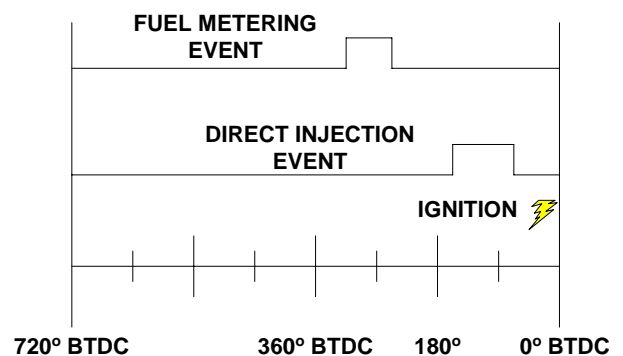 FUEL METERING
EVENT
DIRECT INJECTION
EVENT
IGNITION
720º BTDC 360º BTDC 180º 0º BTDC